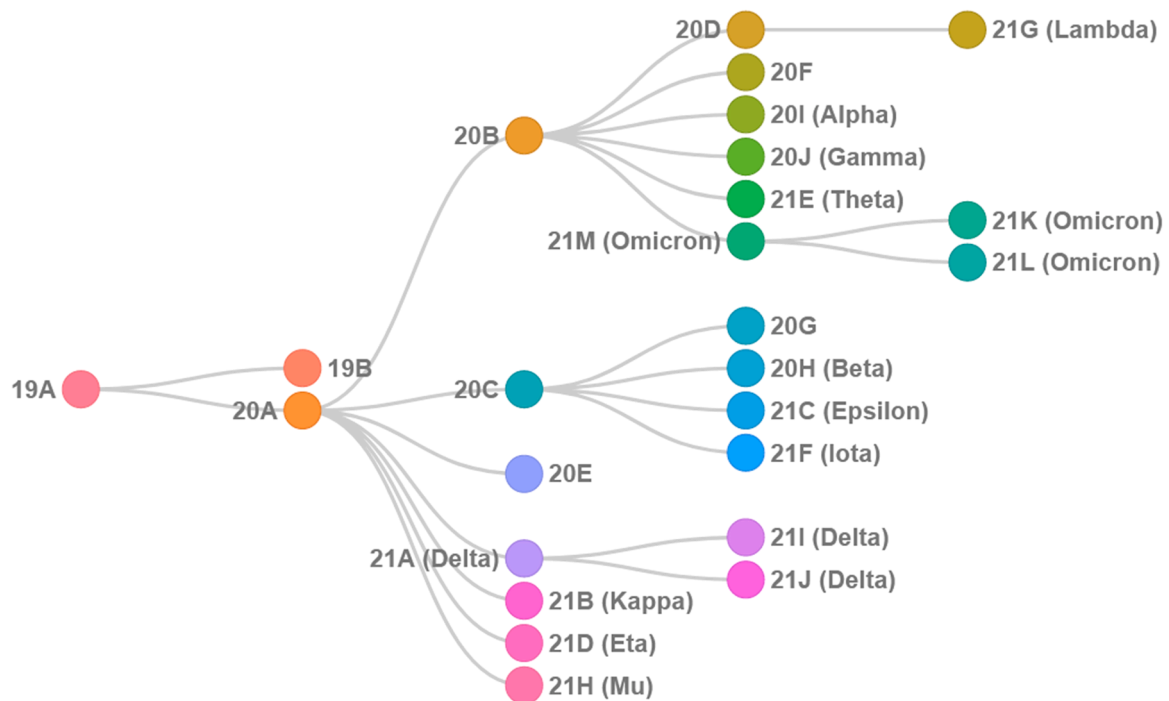 20D
21G (Lambda)
20F
20I (Alpha)
20B
20J (Gamma)
21E (Theta)
21K (Omicron)
21M (Omicron)
21L (Omicron)
20G
19B
20H (Beta)
19A
20C
20A
21C (Epsilon)
21F (Iota)
20E
21I (Delta)
21A (Delta)
21J (Delta)
21B (Kappa)
21D (Eta)
21H (Mu)